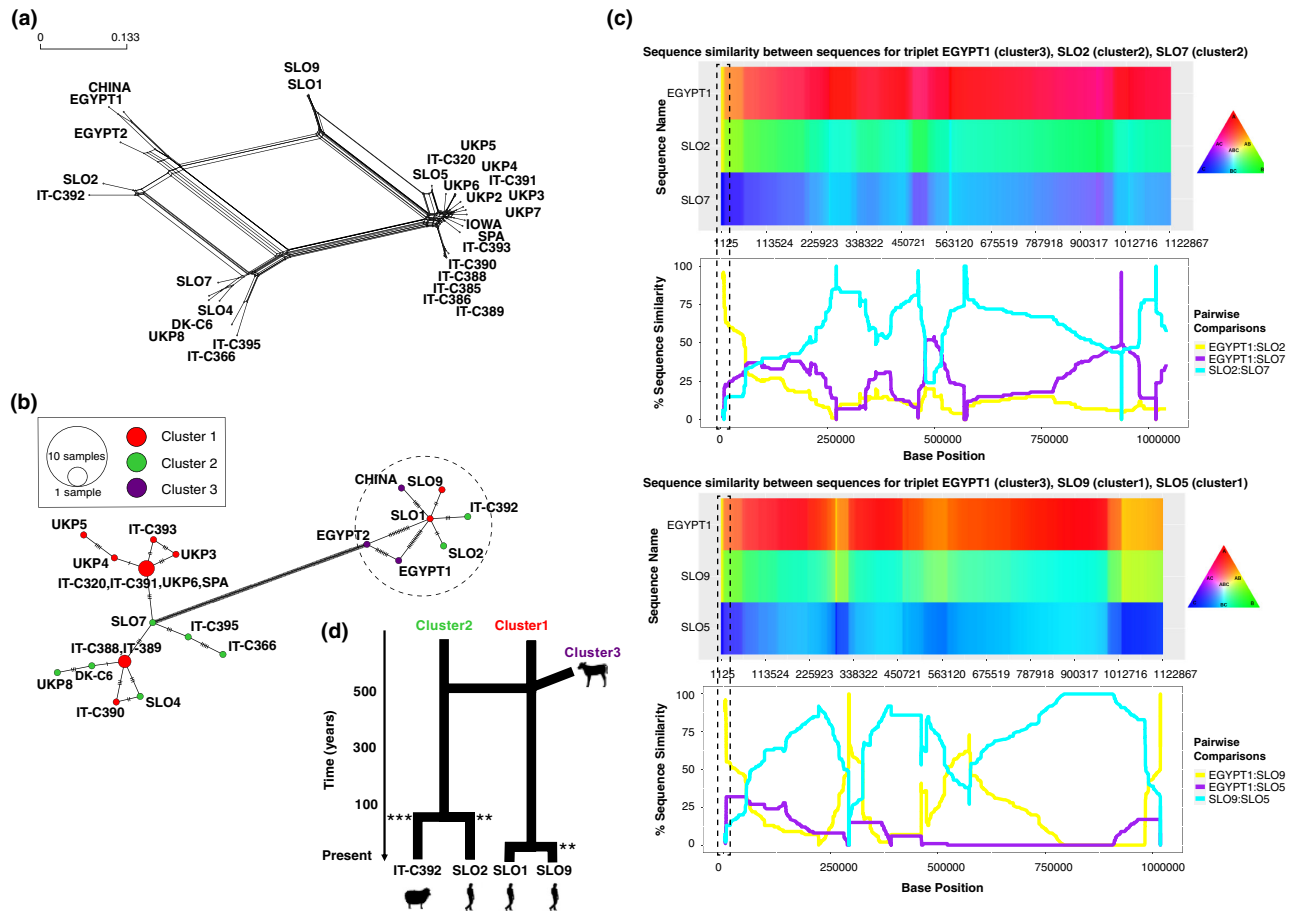 (a)
0 0.133
CHINA
EGYPT1
EGYPT2
SLO2
IT-C392
SLO9
SLO1
UKP5
IT-C320
UKP4
SLO5
IT-C391
UKP6
UKP2
UKP3
UKP7
IOWA
SPA
IT-C393
IT-C390
IT-C388
IT-C385
IT-C386
IT-C389
SLO7
SLO4
DK-C6
UKP8
IT-C395
IT-C366
(b)
10 samples
1 sample
Cluster 1
Cluster 2
Cluster 3
UKP5
IT-C393
UKP4
UKP3
IT-C320,IT-C391,UKP6,SPA
SLO7
IT-C395
IT-C366
IT-C388,IT-389
DK-C6
UKP8
IT-C390
SLO4
CHINA
SLO9
SLO1
IT-C392
EGYPT2
SLO2
EGYPT1
(d)
Cluster2
Cluster1
Cluster3
Time (years)
500
300
100
Present
***
**
**
IT-C392 SLO2 SLO1 SLO9
(c)
Sequence similarity between sequences for triplet EGYPT1 (cluster3), SLO2 (cluster2), SLO7 (cluster2)
Sequence Name
EGYPT1
SLO2
SLO7
1125 113524 225923 338322 450721 563120 675519 787918 900317 1012716 1122867
A
AC AB
ABC
BC
% Sequence Similarity
100
75
50
25
0
0 250000 500000 750000 1000000
Base Position
Pairwise
Comparisons
EGYPT1:SLO2
EGYPT1:SLO7
SLO2:SLO7
Sequence similarity between sequences for triplet EGYPT1 (cluster3), SLO9 (cluster1), SLO5 (cluster1)
Sequence Name
EGYPT1
SLO9
SLO5
1125 113524 225923 338322 450721 563120 675519 787918 900317 1012716 1122867
AC AB
ABC
BC
% Sequence Similarity
100
75
50
25
0
0 250000 500000 750000 1000000
Base Position
Pairwise
Comparisons
EGYPT1:SLO9
EGYPT1:SLO5
SLO9:SLO5